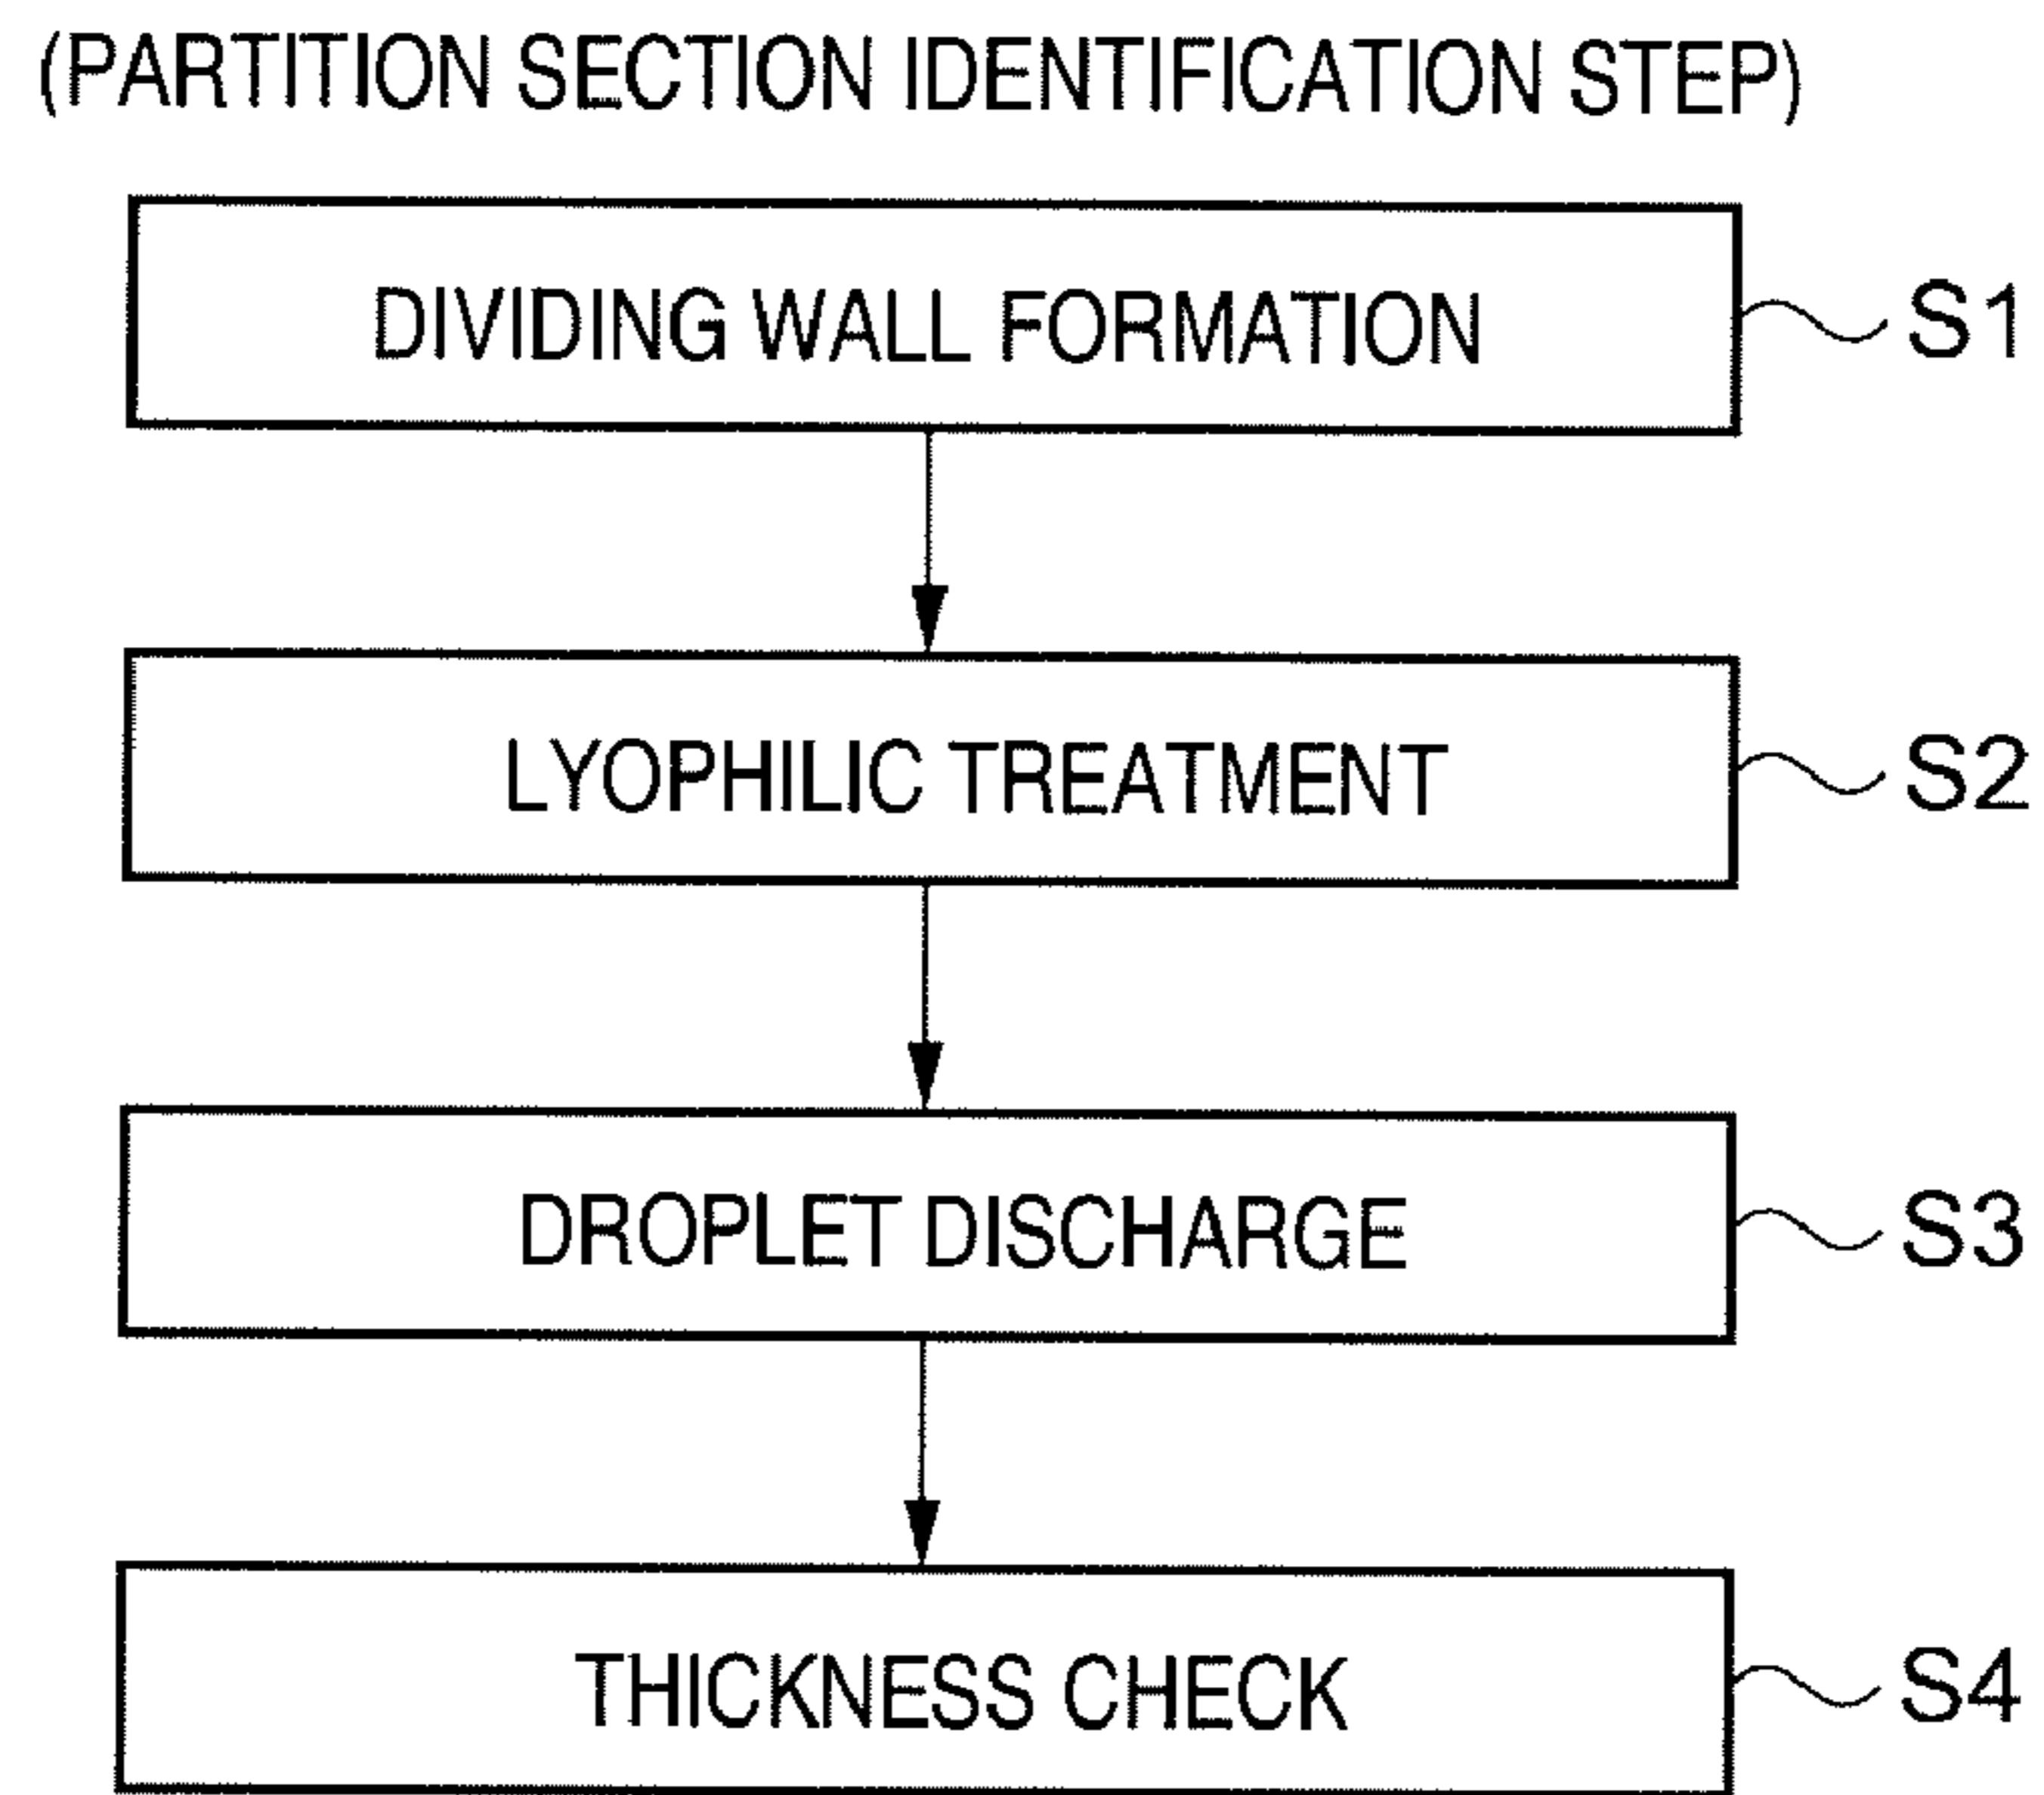 (PARTITION SECTION IDENTIFICATION STEP)
DIVIDING WALL FORMATION S1
LYOPHILIC TREATMENT S2
DROPLET DISCHARGE S3
THICKNESS CHECK S4